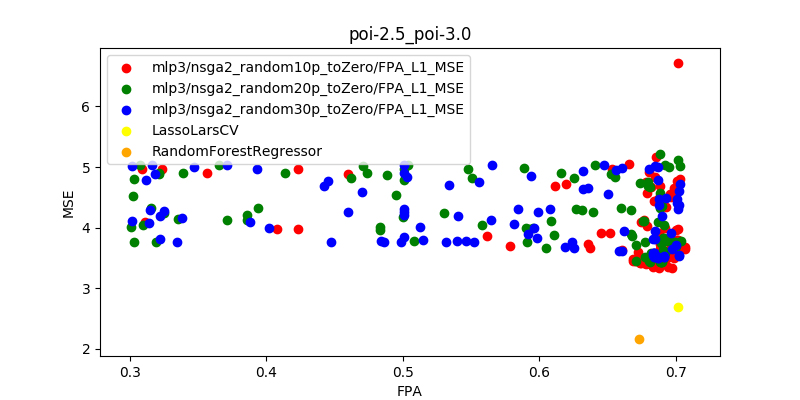 poi-2.5_poi-3.0
mlp3/nsga2_random10p_toZero/FPA_L1_MSE
mlp3/nsga2_random20p_toZero/FPA_L1_MSE
mlp3/nsga2_random30p_toZero/FPA_L1_MSE
LassoLarsCV
RandomForestRegressor
MSE
6
5
4
3
2
0.3 0.4 0.5 0.6 0.7
FPA